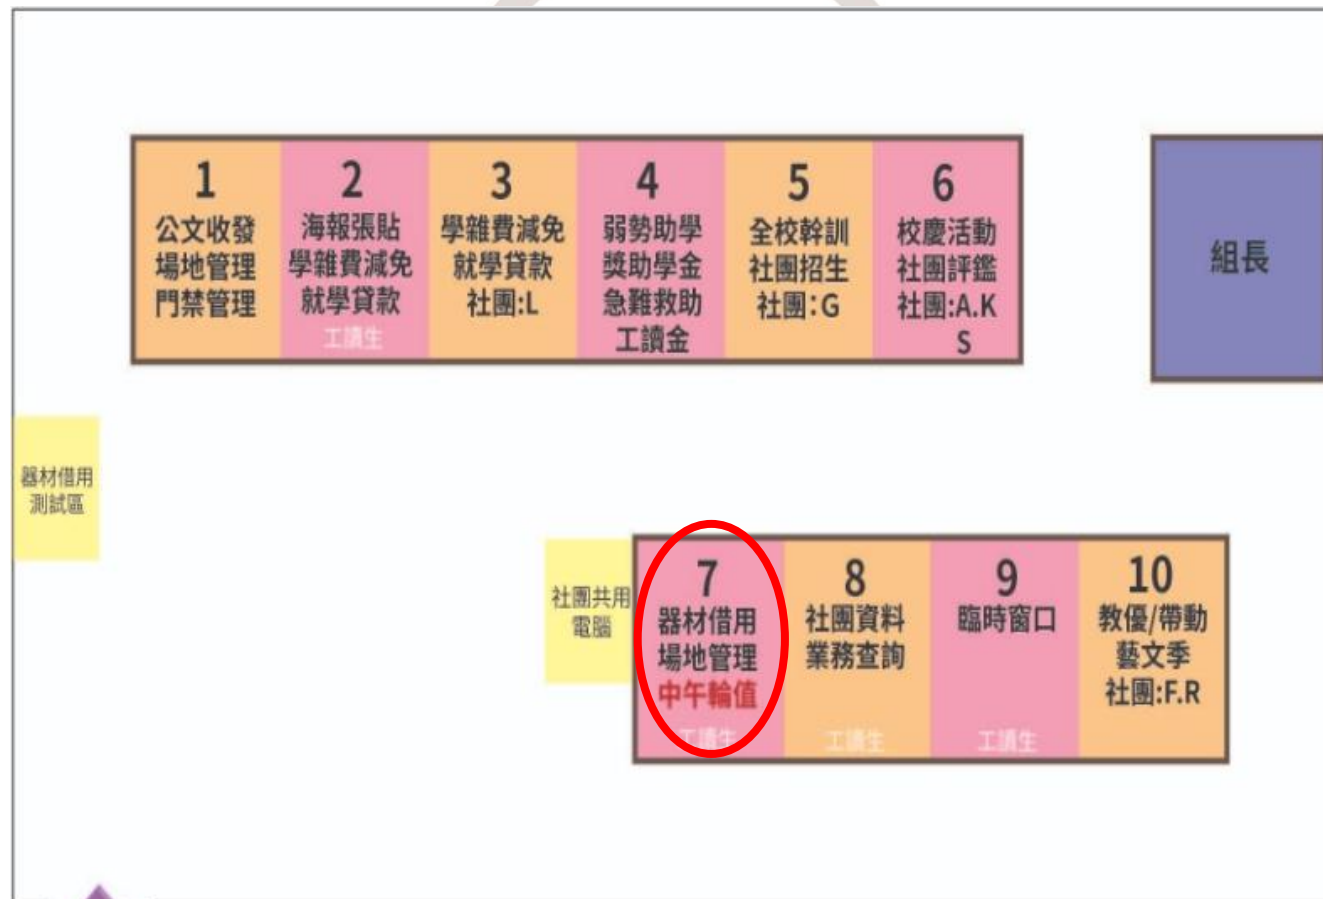 1
公文收發
場地管理
門禁管理
2
海報張貼
學雜費減免
就學貸款
工讀生
3
學雜費減免
就學貸款
社團:L
4
弱勢助學
獎助學金
急難救助
工讀金
5
全校幹訓
社團招生
社團:G
6
校慶活動
社團評鑑
社團:A.K
S
組長
器材借用
測試區
社團共用
電腦
7
器材借用
場地管理
中午輪值
工讀生
8
社團資料
業務查詢
工讀生
9
臨時窗口
工讀生
10
教優/帶動
藝文季
社團:F.R